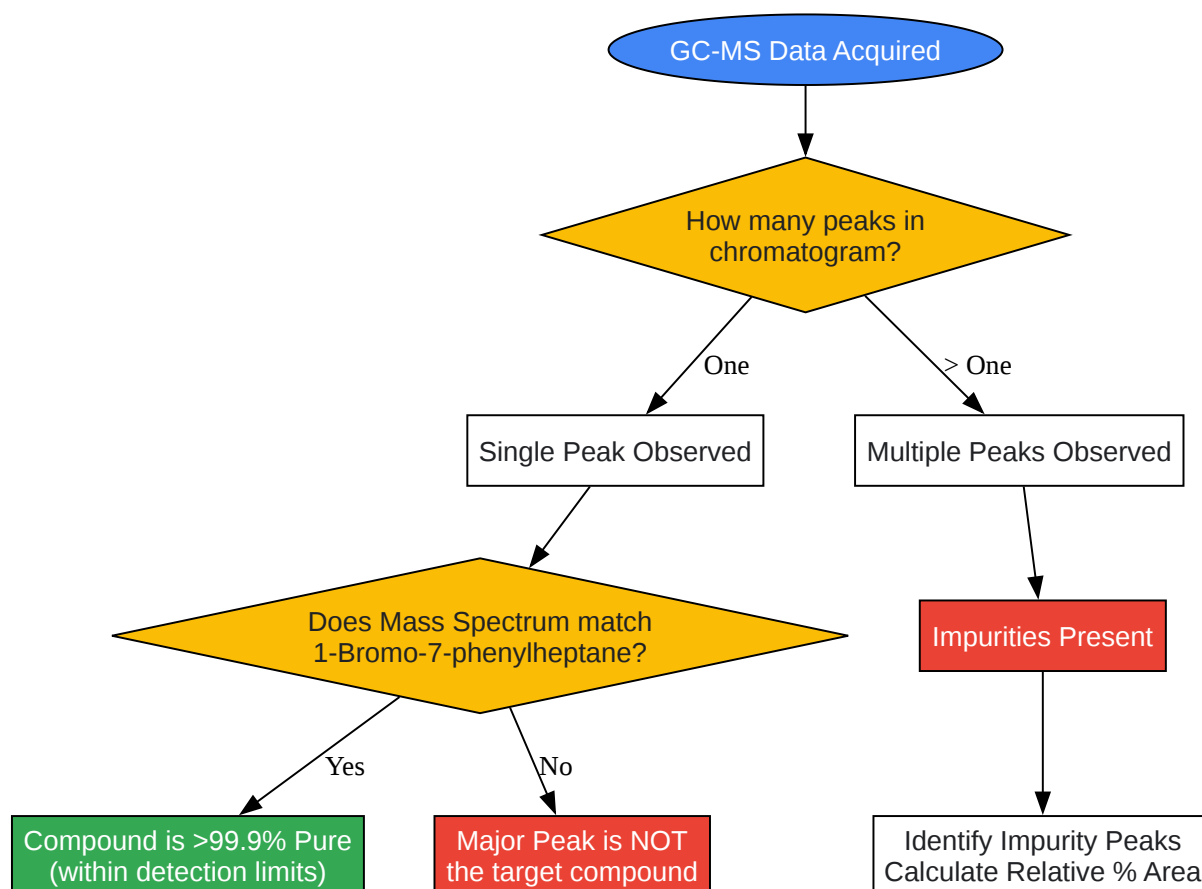 GC-MS Data Acquired
How many peaks in
chromatogram?
One
> One
Single Peak Observed
Multiple Peaks Observed
Does Mass Spectrum match
1-Bromo-7-phenylheptane?
Impurities Present
Yes
No
Compound is >99.9% Pure
(within detection limits)
Major Peak is NOT
the target compound
Identify Impurity Peaks
Calculate Relative % Area